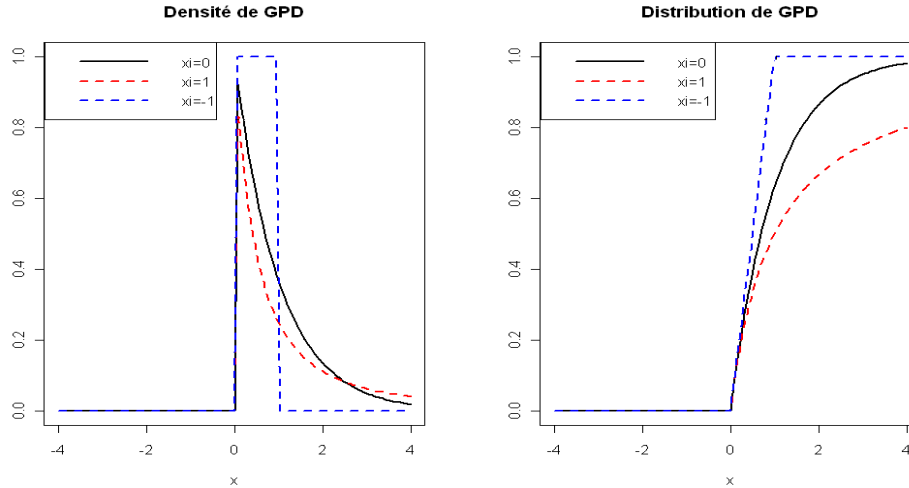 Densité de GPD
xi=0
xi=1
xi=-1
1.0
0.8
0.6
0.4
0.2
0.0
-4 -2 0 2 4
x
Distribution de GPD
xi=0
xi=1
xi=-1
1.0
0.8
0.6
0.4
0.2
0.0
-4 -2 0 2 4
x